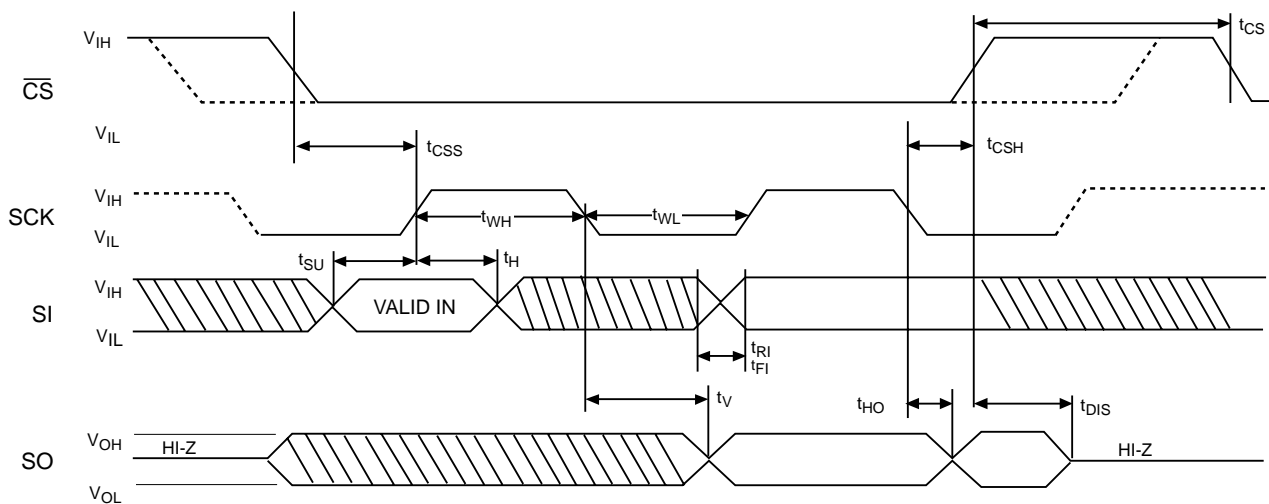 VIH
tCS
CS
VIL
tCSS
tCSH
VIH
SCK
tWH
tWL
VIL
tSU
tH
VIH
SI
VALID IN
VIL
tRI
tFI
tV
tHO
tDIS
VOH
HI-Z
HI-Z
SO
VOL